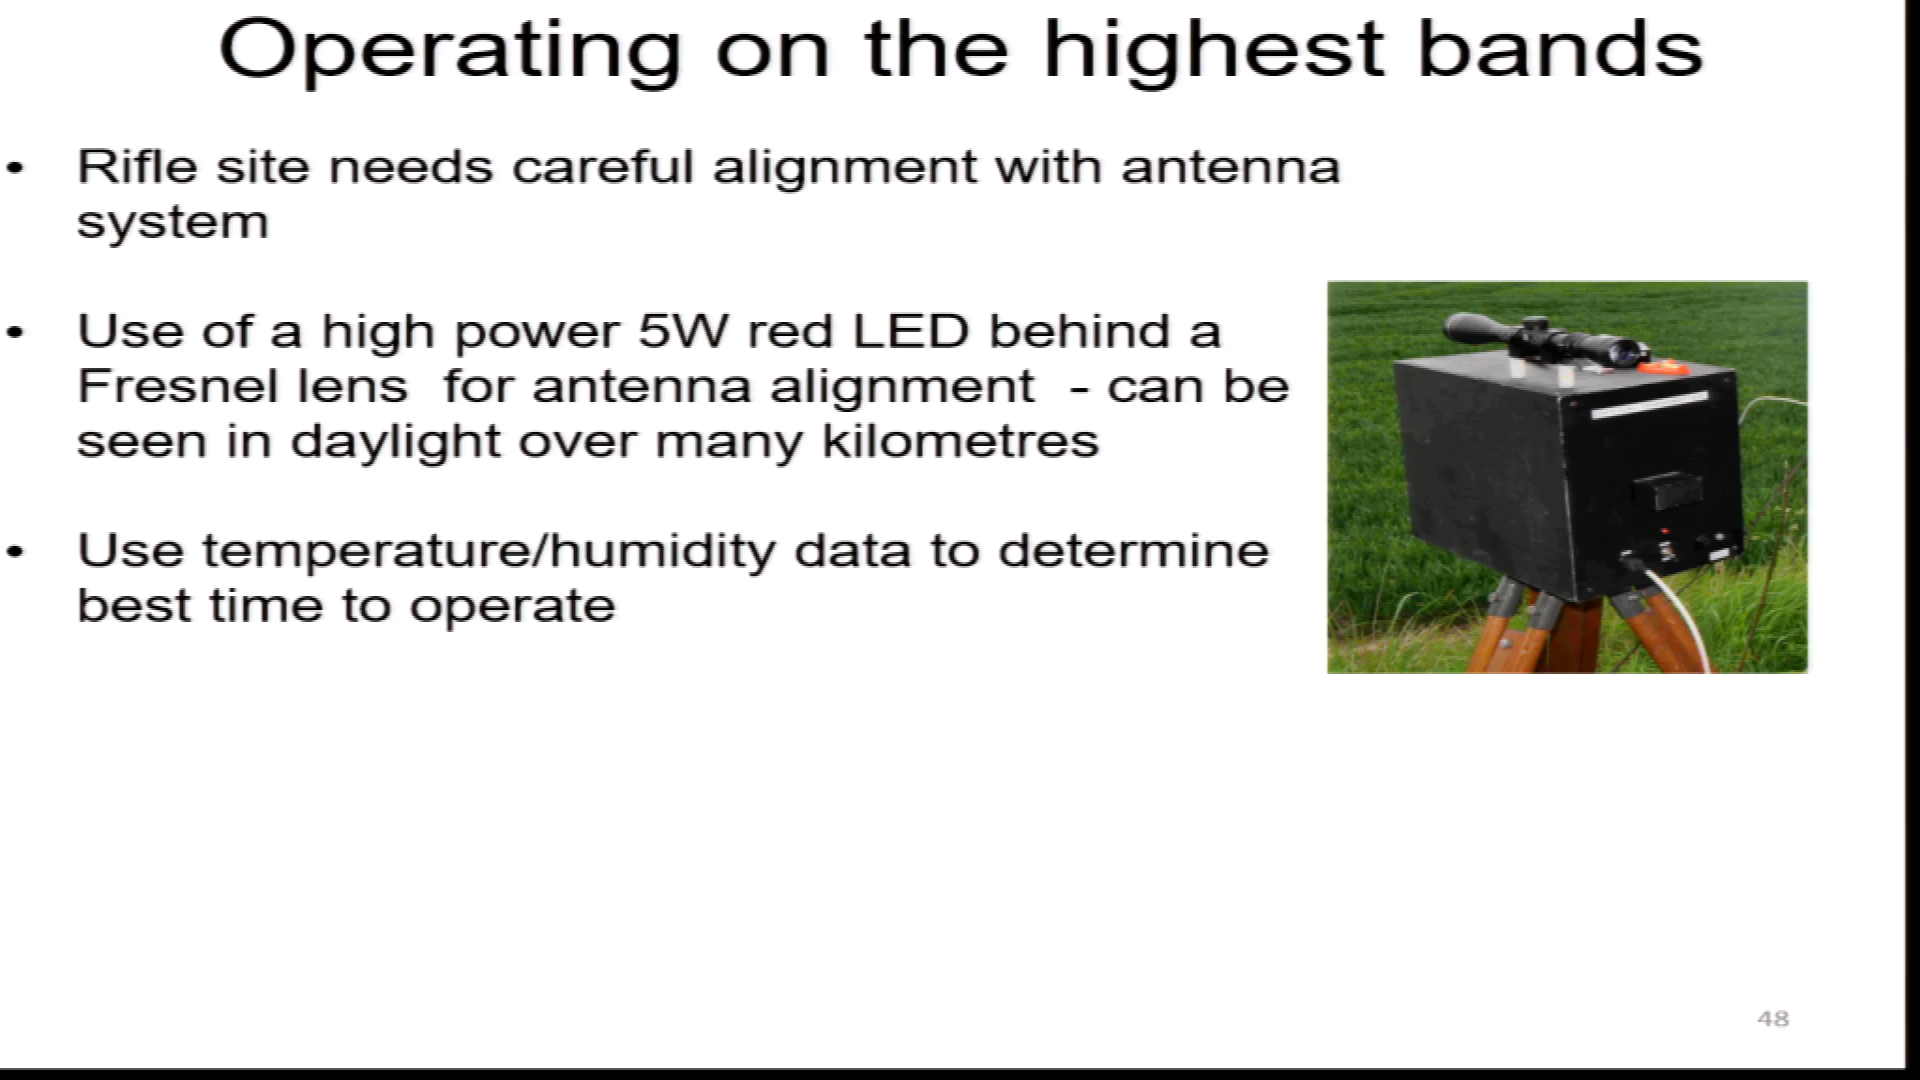 Operating on the highest bands
• Rifle site needs careful alignment with antenna
system
• Use of a high power 5W red LED behind a
Fresnel lens  for antenna alignment  - can be
seen in daylight over many kilometres
• Use temperature/humidity data to determine
best time to operate
48